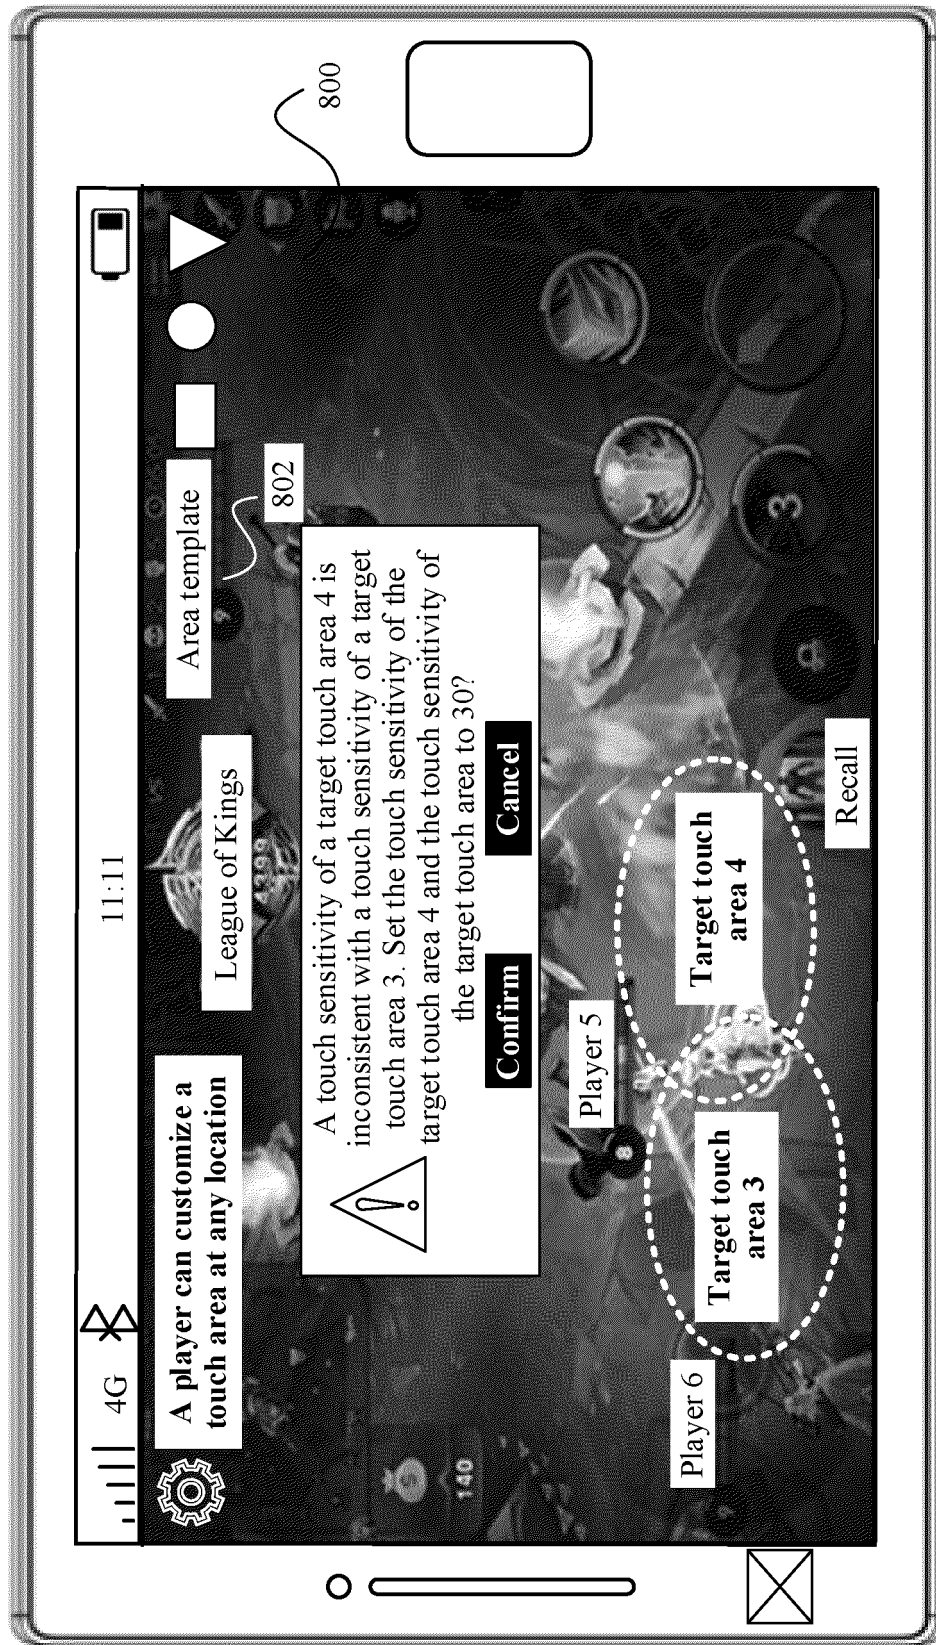 4G
11:11
A player can customize a
touch area at any location
League of Kings
Area template
800
802
A touch sensitivity of a target touch area 4 is
inconsistent with a touch sensitivity of a target
touch area 3. Set the touch sensitivity of the
target touch area 4 and the touch sensitivity of
the target touch area to 30?
Confirm
Cancel
140
Player 5
8
3
Player 6
Target touch
area 3
Target touch
area 4
Recall